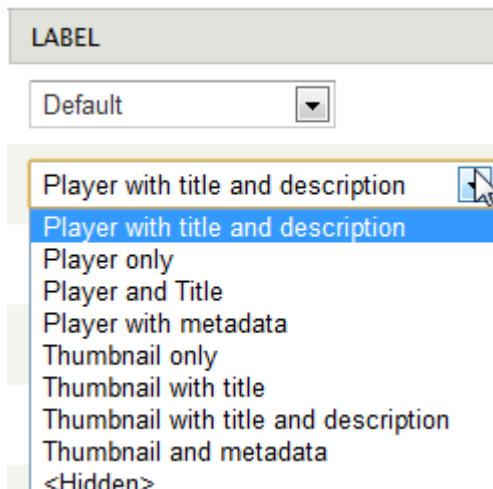 LABEL
Default
Player with title and description
Player with title and description
Player only
Player and Title
Player with metadata
Thumbnail only
Thumbnail with title
Thumbnail with title and description
Thumbnail and metadata
<Hidden>